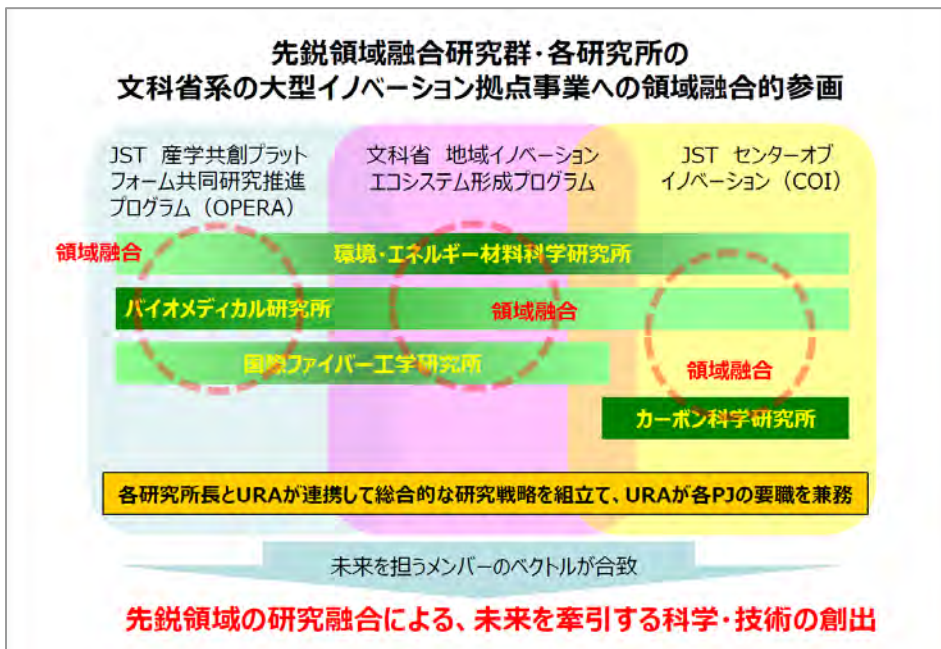 先鋭領域融合研究群・各研究所の
文科省系の大型イノベーション拠点事業への領域融合的参画
JST 産学共創プラット
フォーム共同研究推進
プログラム（OPERA）
文科省 地域イノベーション
エコシステム形成プログラム
JST センターオブ
イノベーション（COI）
領域融合
環境・エネルギー材料科学研究所
バイオメディカル研究所
領域融合
国際ファイバー工学研究所
領域融合
カーボン科学研究所
各研究所長とURAが連携して総合的な研究戦略を組立て、URAが各PJの要職を兼務
未来を担うメンバーのベクトルが合致
先鋭領域の研究融合による、未来を牽引する科学・技術の創出